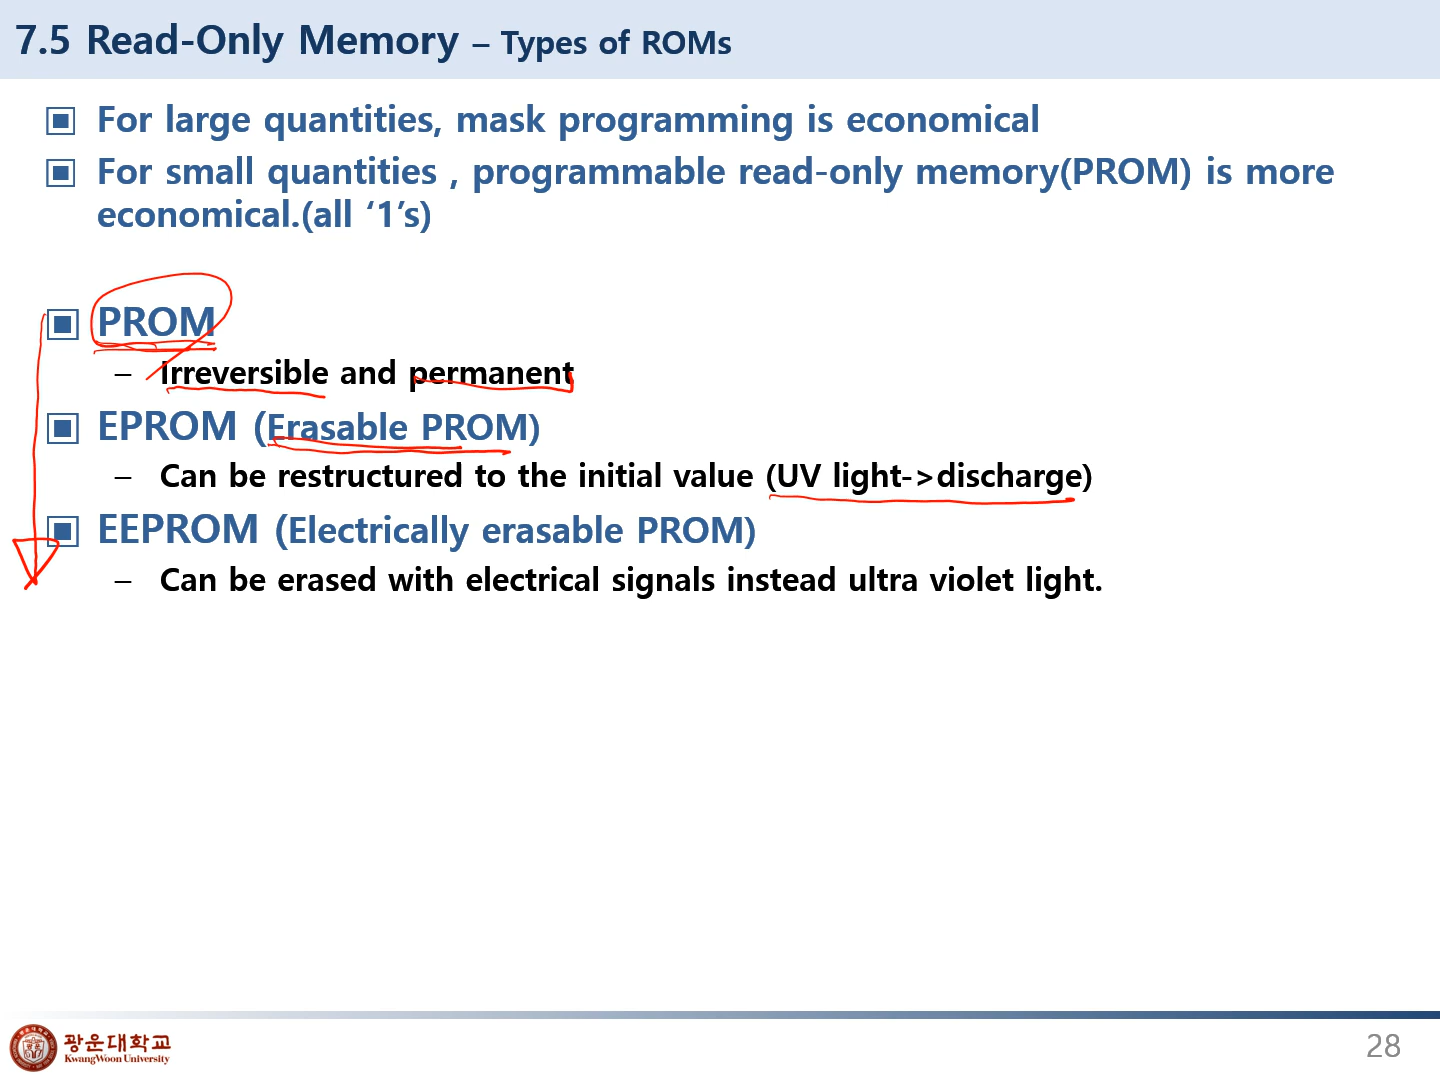 7.5 Read-Only Memory – Types of ROMs
For large quantities, mask programming is economical
For small quantities , programmable read-only memory(PROM) is more
economical.(all ‘1’s)
PROM
– Irreversible and permanent
EPROM (Erasable PROM)
– Can be restructured to the initial value (UV light->discharge)
EEPROM (Electrically erasable PROM)
– Can be erased with electrical signals instead ultra violet light.
광운대학교
KwangWoon University
28